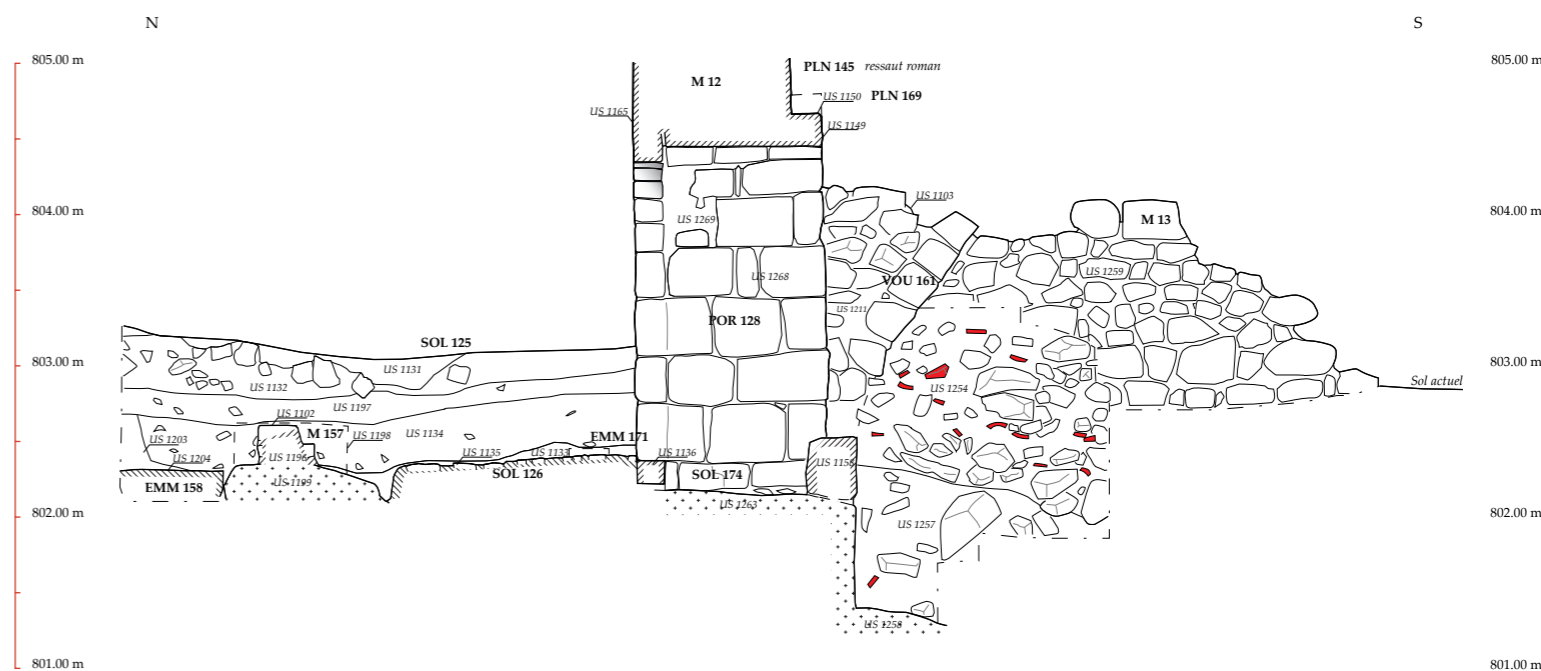 N
S
805.00 m
PLN 145 ressaut roman
805.00 m
M 12
US 1150 PLN 169
US 1165
US 1149
US 1103
804.00 m
US 1269
M 13
804.00 m
US 1268
VOU 161
US 1259
US 1211
POR 128
SOL 125
803.00 m
US 1131
803.00 m
US 1132
US 1254
Sol actuel
US 1197
US 1102
M 157
US 1198
US 1134
EMM 171
US 1203
US 1204
US 1196
US 1135
US 1133
US 1136
EMM 158
US 1199
SOL 126
SOL 174
802.00 m
US 1263
US 1257
802.00 m
US 1258
801.00 m
801.00 m